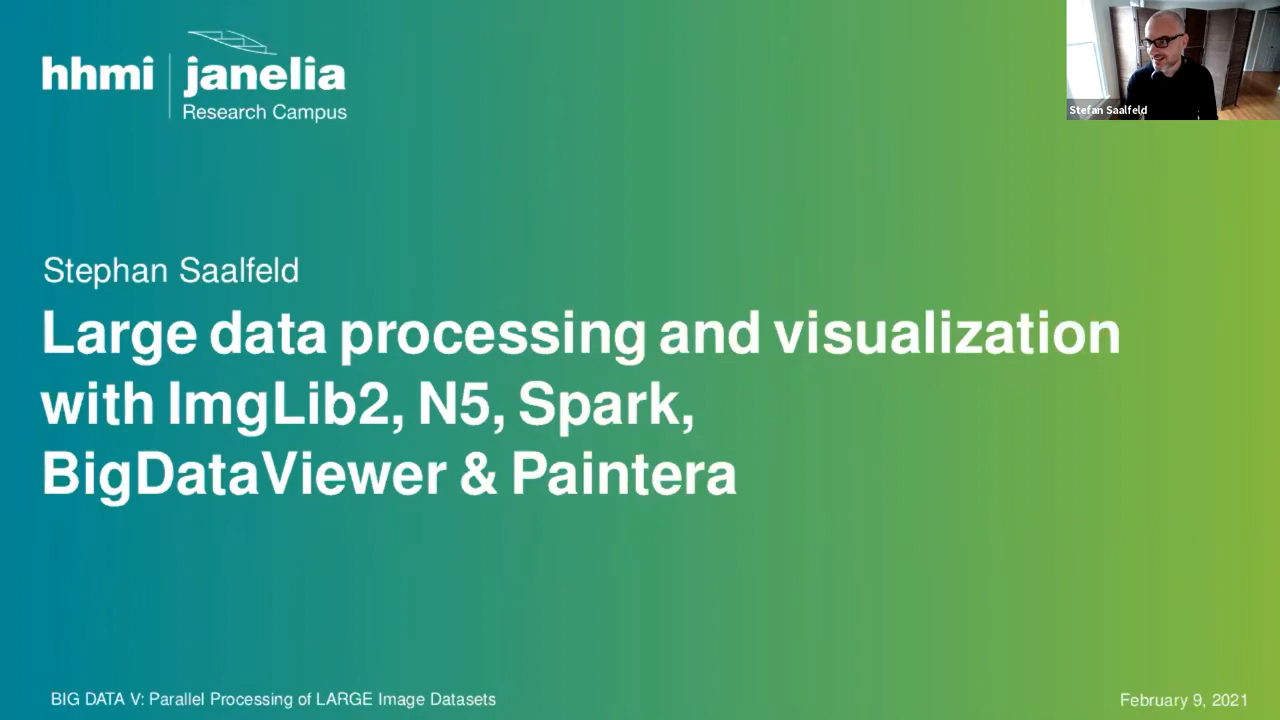 hhmi janelia
Research Campus
Stefan Saalfeld
Stephan Saalfeld
Large data processing and visualization
with ImgLib2, N5, Spark,
BigDataViewer & Paintera
BIG DATA V: Parallel Processing of LARGE Image Datasets
February 9, 2021